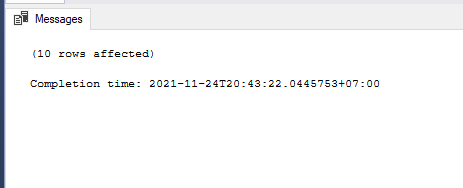 Messages
(10 rows affected)
Completion time: 2021-11-24T20:43:22.0445753+07:00